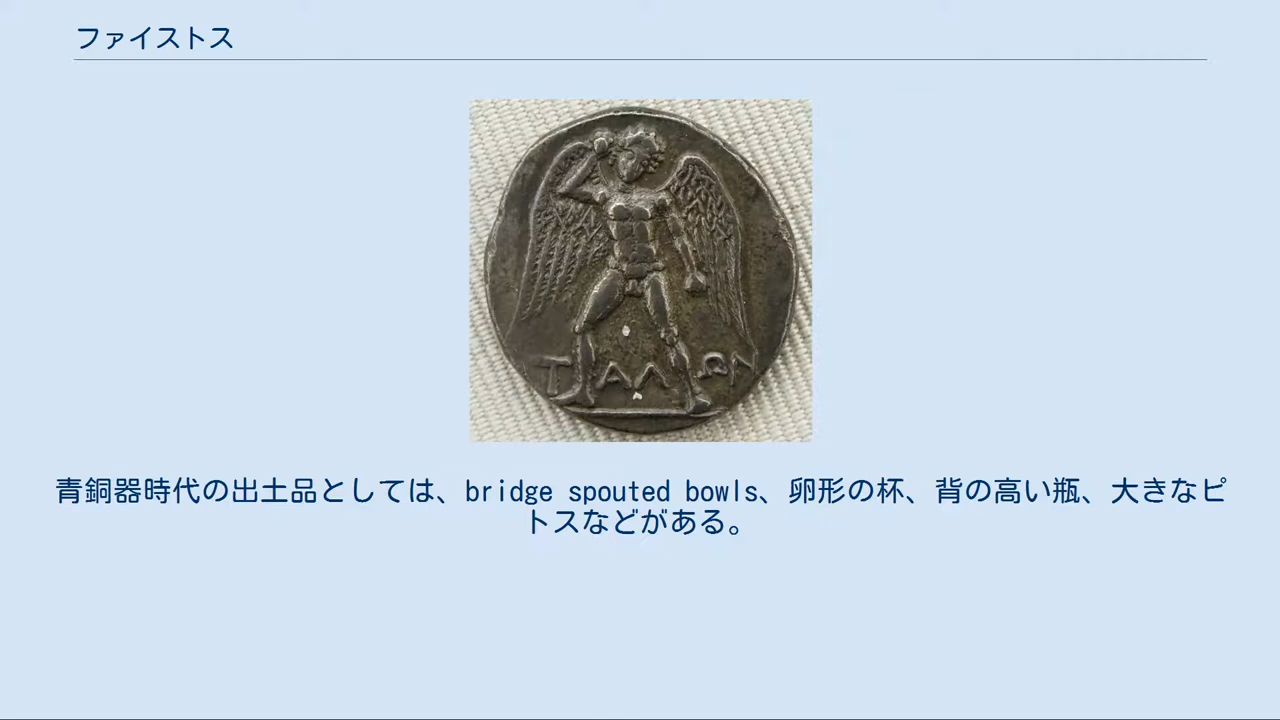 ファイストス
ΤΑΛΩΝ
青銅器時代の出土品としては、bridge spouted bowls、卵形の杯、背の高い瓶、大きなピ
トスなどがある。